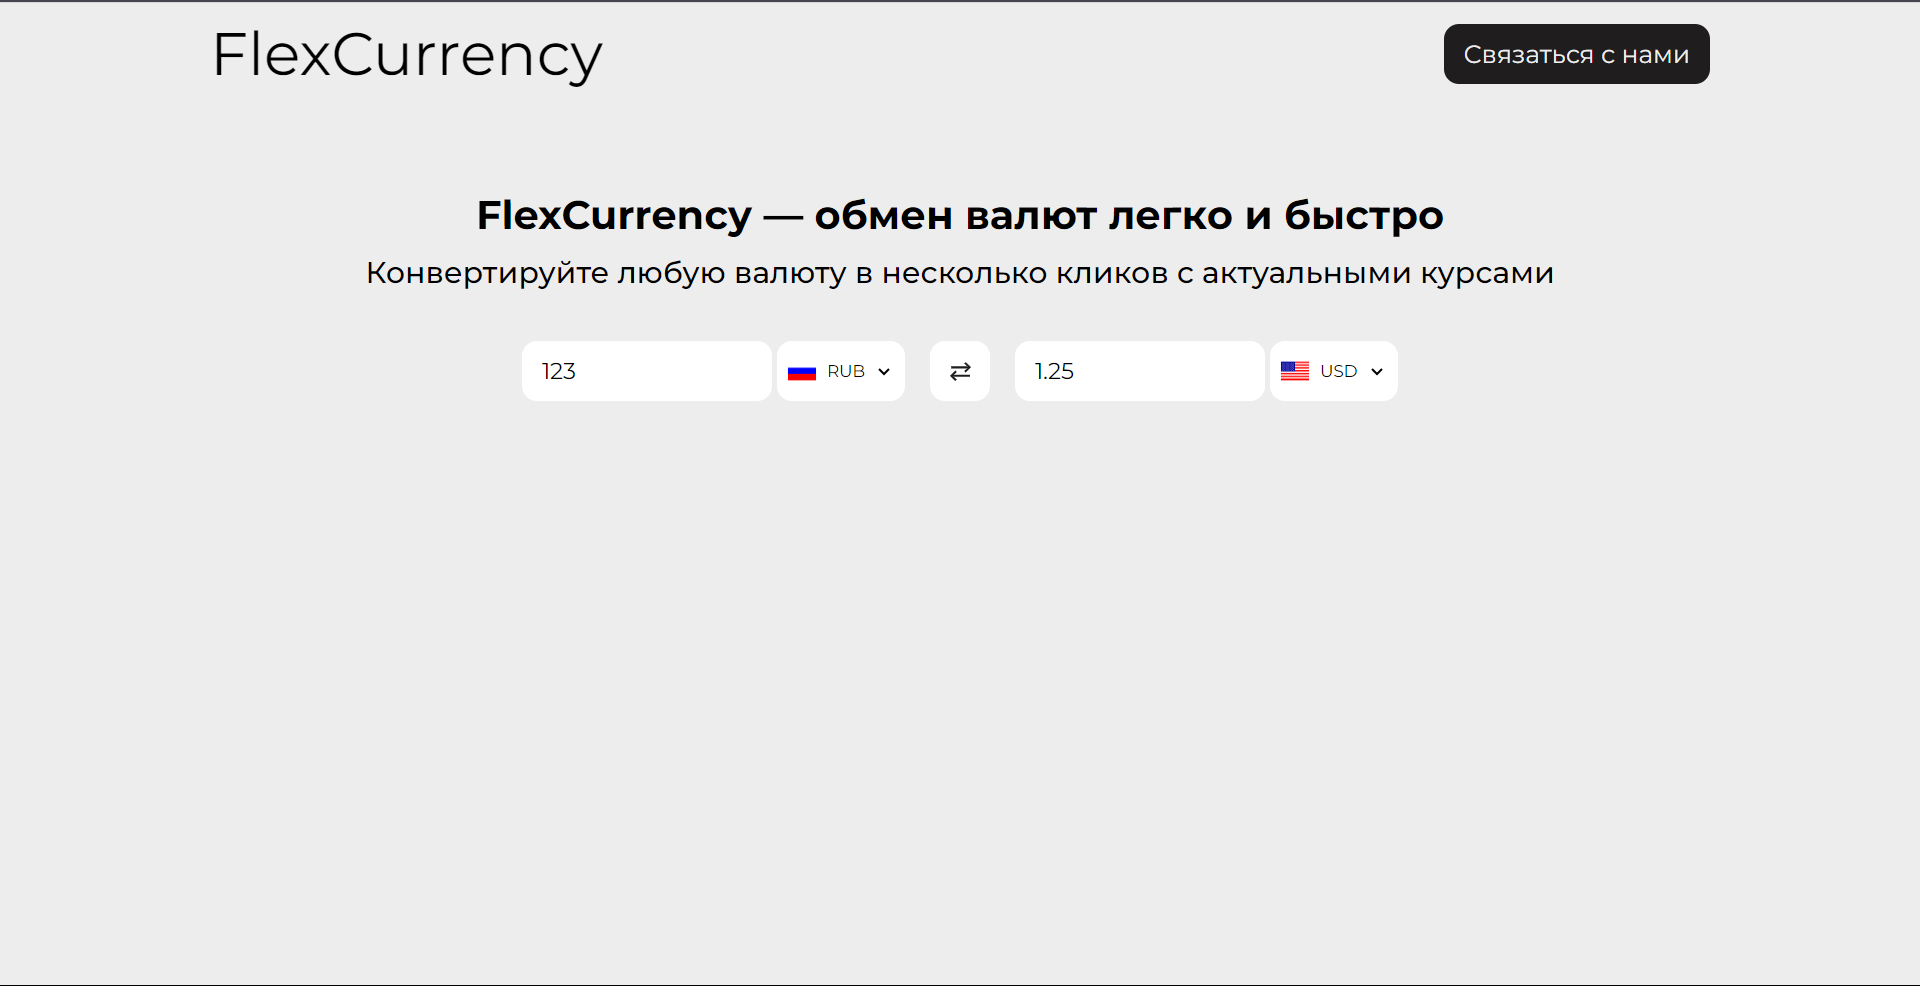 FlexCurrency
Связаться с нами
FlexCurrency — обмен валют легко и быстро
Конвертируйте любую валюту в несколько кликов с актуальными курсами
123 RUB 1.25 USD